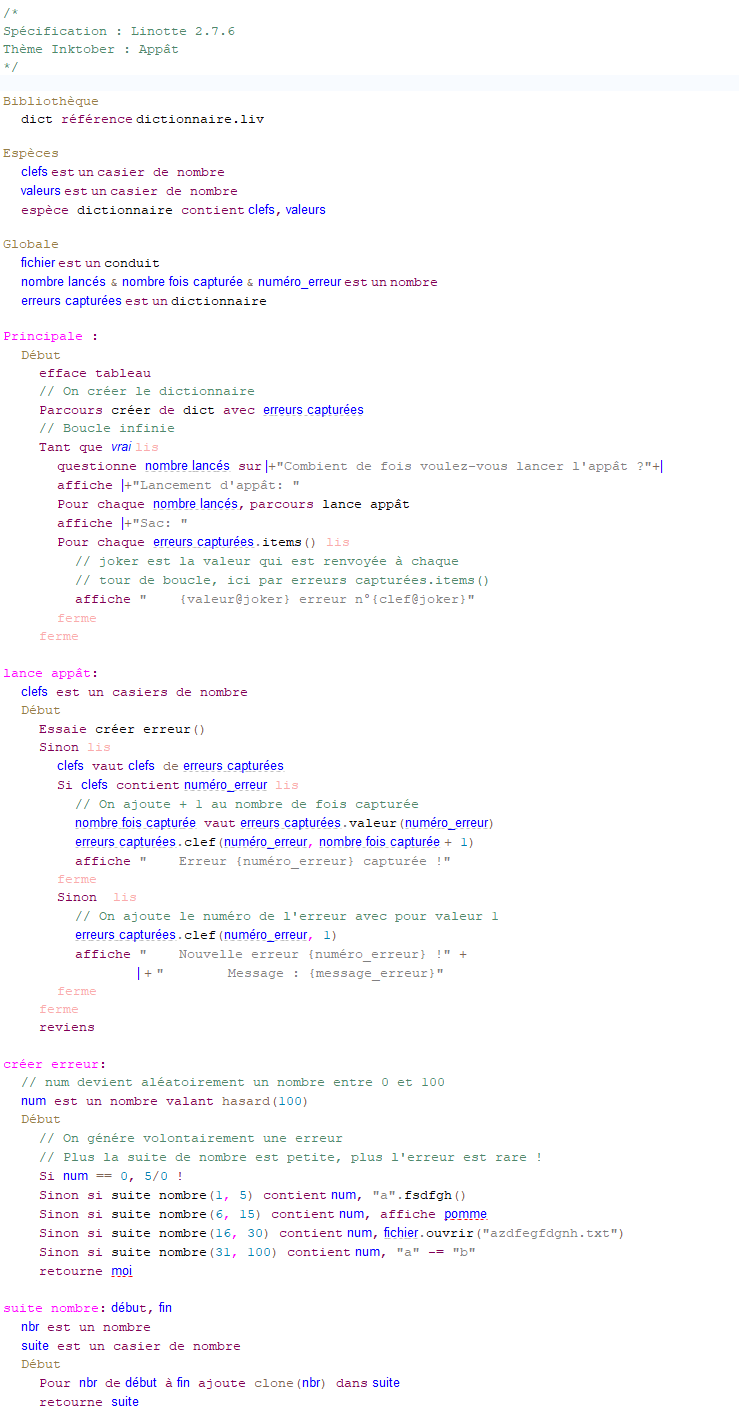 /*
Spécification : Linotte 2.7.6
Thème Inktober : Appât
*/
Bibliothèque
dict référence dictionnaire.liv
Espèces
clefs est un casier de nombre
valeurs est un casier de nombre
espèce dictionnaire contient clefs, valeurs
Globale
fichier est un conduit
nombre lancés & nombre fois capturée & numéro_erreur est un nombre
erreurs capturées est un dictionnaire
Principale :
Début
efface tableau
// On créer le dictionnaire
Parcours créer de dict avec erreurs capturées
// Boucle infinie
Tant que vrai lis
questionne nombre lancés sur |+"Combient de fois voulez-vous lancer l'appât ?"+|
affiche |+"Lancement d'appât: "
Pour chaque nombre lancés, parcours lance appât
affiche |+"Sac: "
Pour chaque erreurs capturées.items() lis
// joker est la valeur qui est renvoyée à chaque
// tour de boucle, ici par erreurs capturées.items()
affiche "    {valeur@joker} erreur n°{clef@joker}"
ferme
ferme
lance appât:
clefs est un casiers de nombre
Début
Essaie créer erreur()
Sinon lis
clefs vaut clefs de erreurs capturées
Si clefs contient numéro_erreur lis
// On ajoute + 1 au nombre de fois capturée
nombre fois capturée vaut erreurs capturées.valeur(numéro_erreur)
erreurs capturées.clef(numéro_erreur, nombre fois capturée + 1)
affiche "    Erreur {numéro_erreur} capturée !"
ferme
Sinon  lis
// On ajoute le numéro de l'erreur avec pour valeur 1
erreurs capturées.clef(numéro_erreur, 1)
affiche "    Nouvelle erreur {numéro_erreur} !" +
|+ "        Message : {message_erreur}"
ferme
ferme
reviens
créer erreur:
// num devient aléatoirement un nombre entre 0 et 100
num est un nombre valant hasard(100)
Début
// On génére volontairement une erreur
// Plus la suite de nombre est petite, plus l'erreur est rare !
Si num == 0, 5/0 !
Sinon si suite nombre(1, 5) contient num, "a".fsdfgh()
Sinon si suite nombre(6, 15) contient num, affiche pomme
Sinon si suite nombre(16, 30) contient num, fichier.ouvrir("azdfegfdgnh.txt")
Sinon si suite nombre(31, 100) contient num, "a" -= "b"
retourne moi
suite nombre: début, fin
nbr est un nombre
suite est un casier de nombre
Début
Pour nbr de début à fin ajoute clone(nbr) dans suite
retourne suite